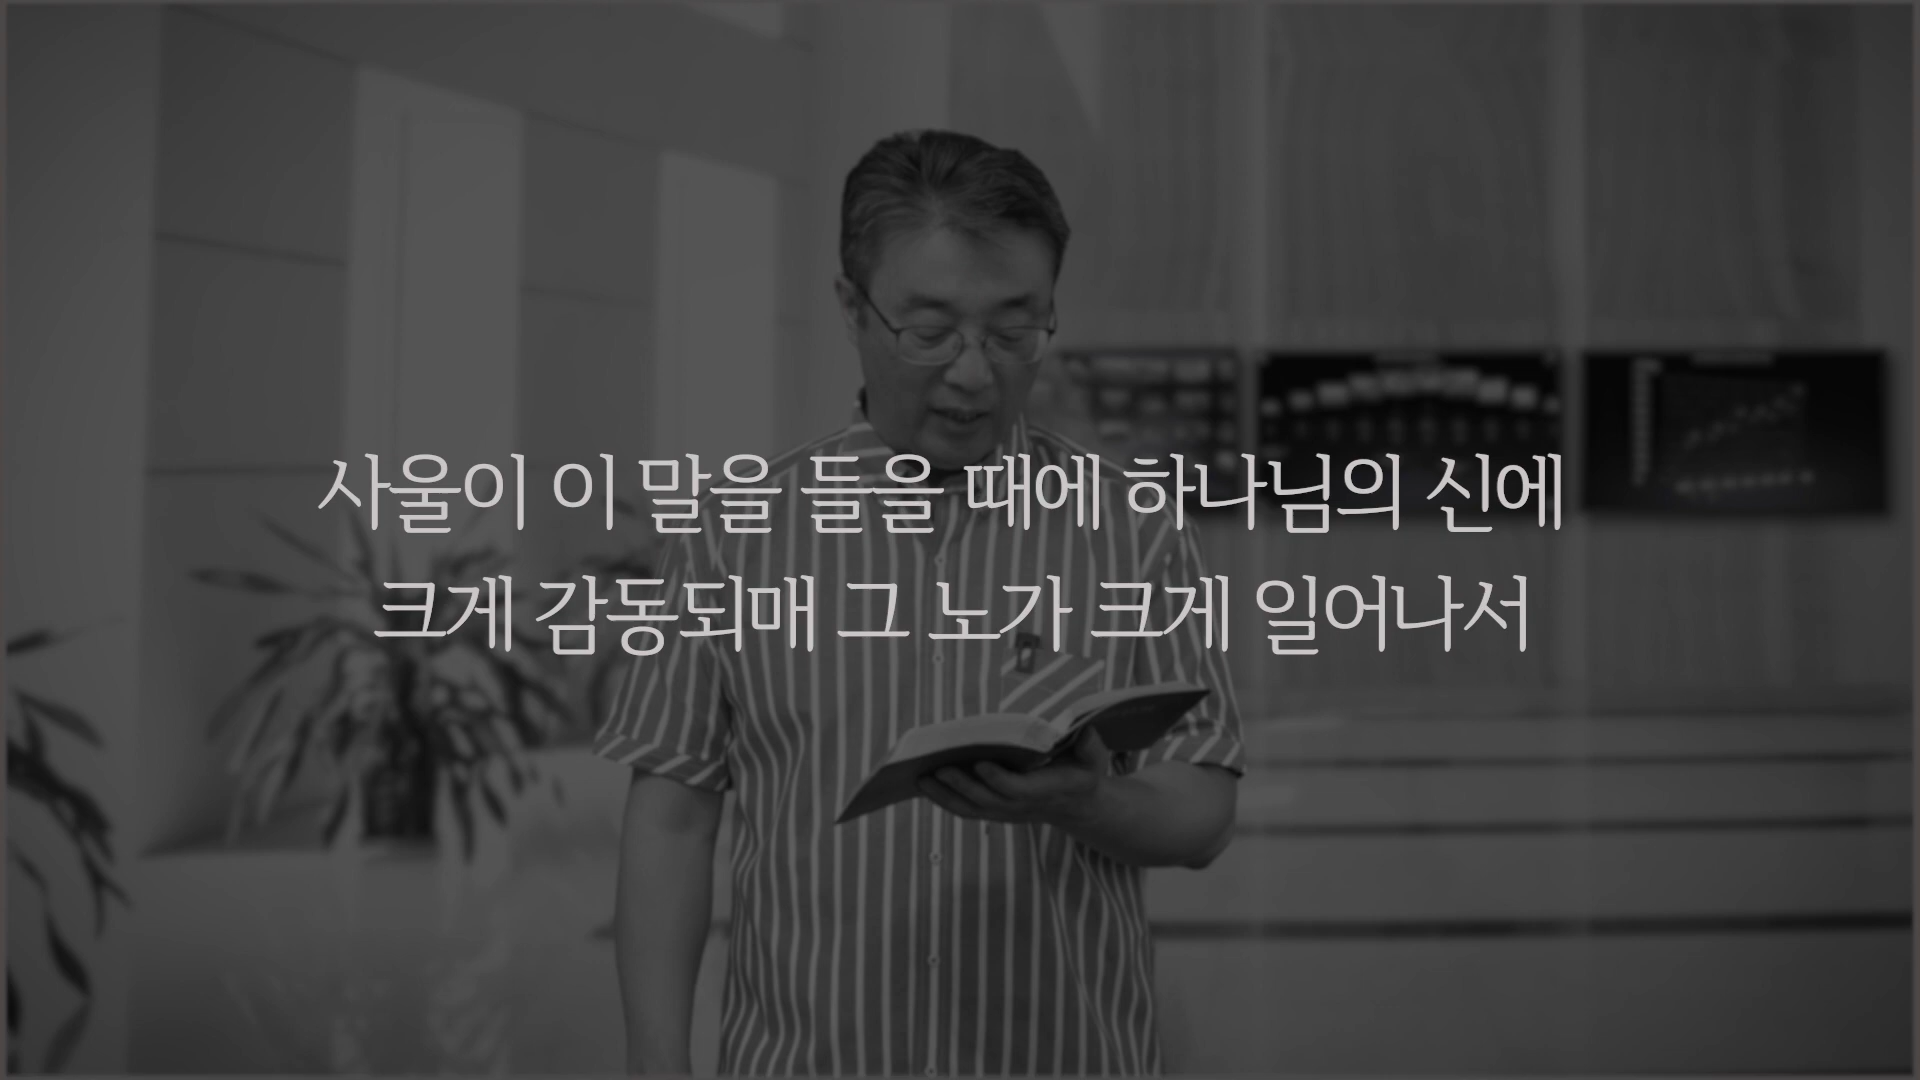 사울이 이 말을 들을 때에 하나님의 신에
크게 감동되매 그 노가 크게 일어나서